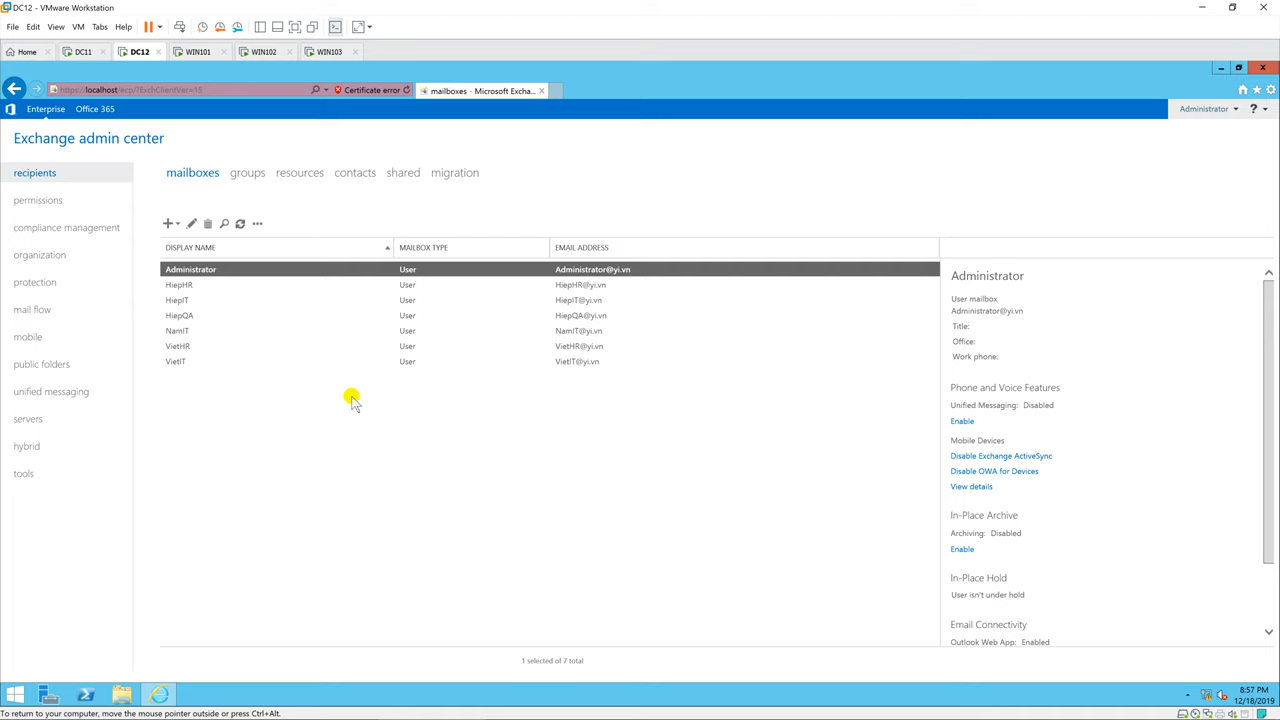 DC12 - VMware Workstation
File Edit View VM Tabs Help
Home DC11 DC12 WIN101 WIN102 WIN103
https://localhost/ecp/?ExchClientVer=15 Certificate error mailboxes - Microsoft Excha...
Enterprise Office 365 Administrator ?
Exchange admin center
recipients
permissions
compliance management
organization
protection
mail flow
mobile
public folders
unified messaging
servers
hybrid
tools
mailboxes groups resources contacts shared migration
DISPLAY NAME MAILBOX TYPE EMAIL ADDRESS
Administrator User Administrator@yi.vn
HiepHR User HiepHR@yi.vn
HiepIT User HiepIT@yi.vn
HiepQA User HiepQA@yi.vn
NamIT User NamIT@yi.vn
VietHR User VietHR@yi.vn
VietIT User VietIT@yi.vn
1 selected of 7 total
Administrator
User mailbox
Administrator@yi.vn
Title:
Office:
Work phone:
Phone and Voice Features
Unified Messaging: Disabled
Enable
Mobile Devices
Disable Exchange ActiveSync
Disable OWA for Devices
View details
In-Place Archive
Archiving: Disabled
Enable
In-Place Hold
User isn't under hold
Email Connectivity
Outlook Web App: Enabled
8:57 PM
12/18/2019
To return to your computer, move the mouse pointer outside or press Ctrl+Alt.